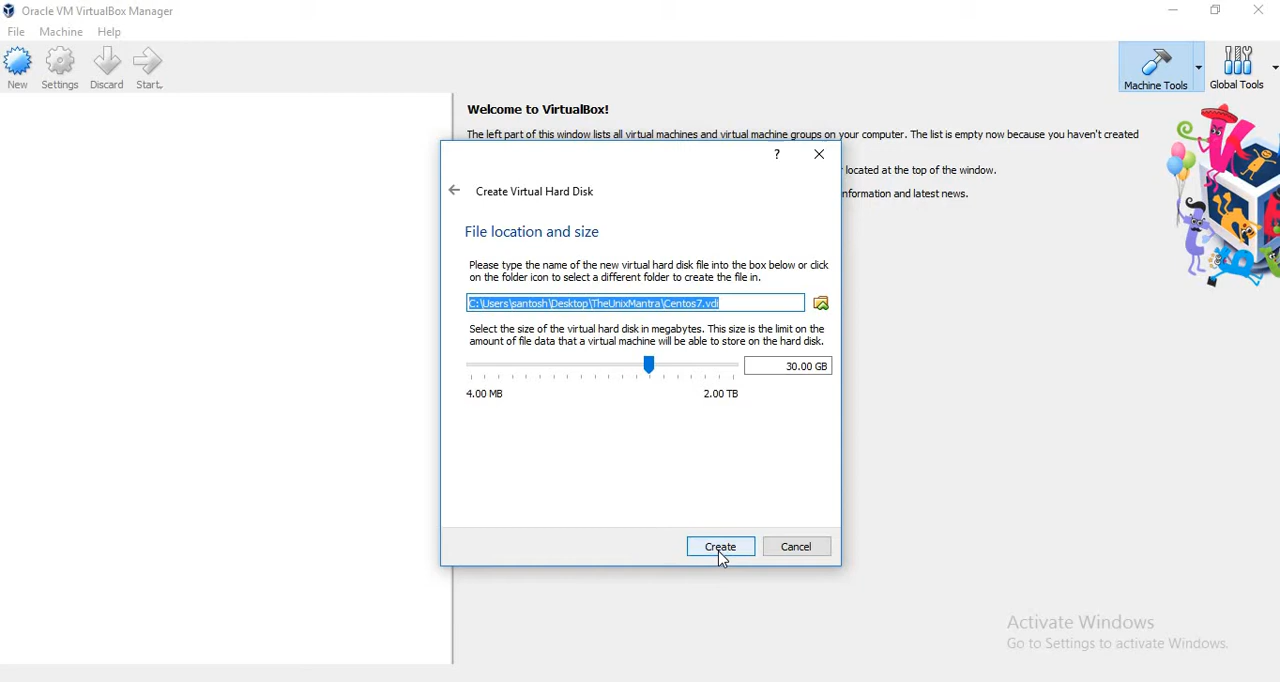 Oracle VM VirtualBox Manager
File Machine Help
New Settings Discard Start
Machine Tools Global Tools
Welcome to VirtualBox!
The left part of this window lists all virtual machines and virtual machine groups on your computer. The list is empty now because you haven't created
located at the top of the window.
nformation and latest news.
? 
Create Virtual Hard Disk
File location and size
Please type the name of the new virtual hard disk file into the box below or click
on the folder icon to select a different folder to create the file in.
C:\Users\santosh\Desktop\TheUnixMantra\Centos7.vdi
Select the size of the virtual hard disk in megabytes. This size is the limit on the
amount of file data that a virtual machine will be able to store on the hard disk.
30.00 GB
4.00 MB 2.00 TB
Create Cancel
Activate Windows
Go to Settings to activate Windows.